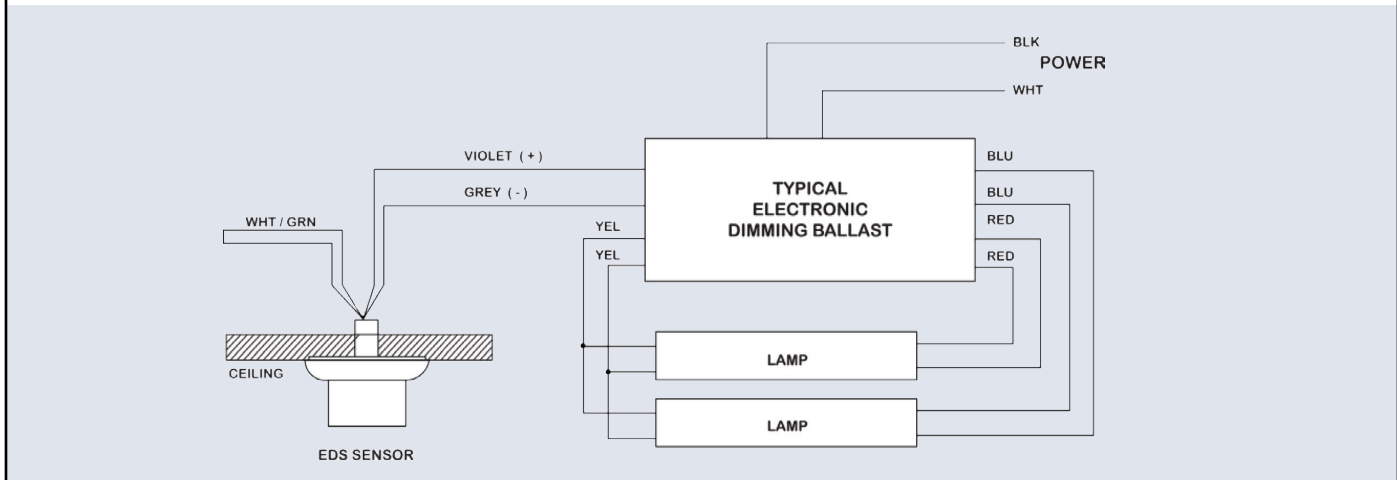 BLK
POWER
WHT
VIOLET ( + )
BLU
GREY ( - )
BLU
TYPICAL
ELECTRONIC
DIMMING BALLAST
WHT / GRN
YEL
RED
YEL
RED
LAMP
CEILING
LAMP
EDS SENSOR